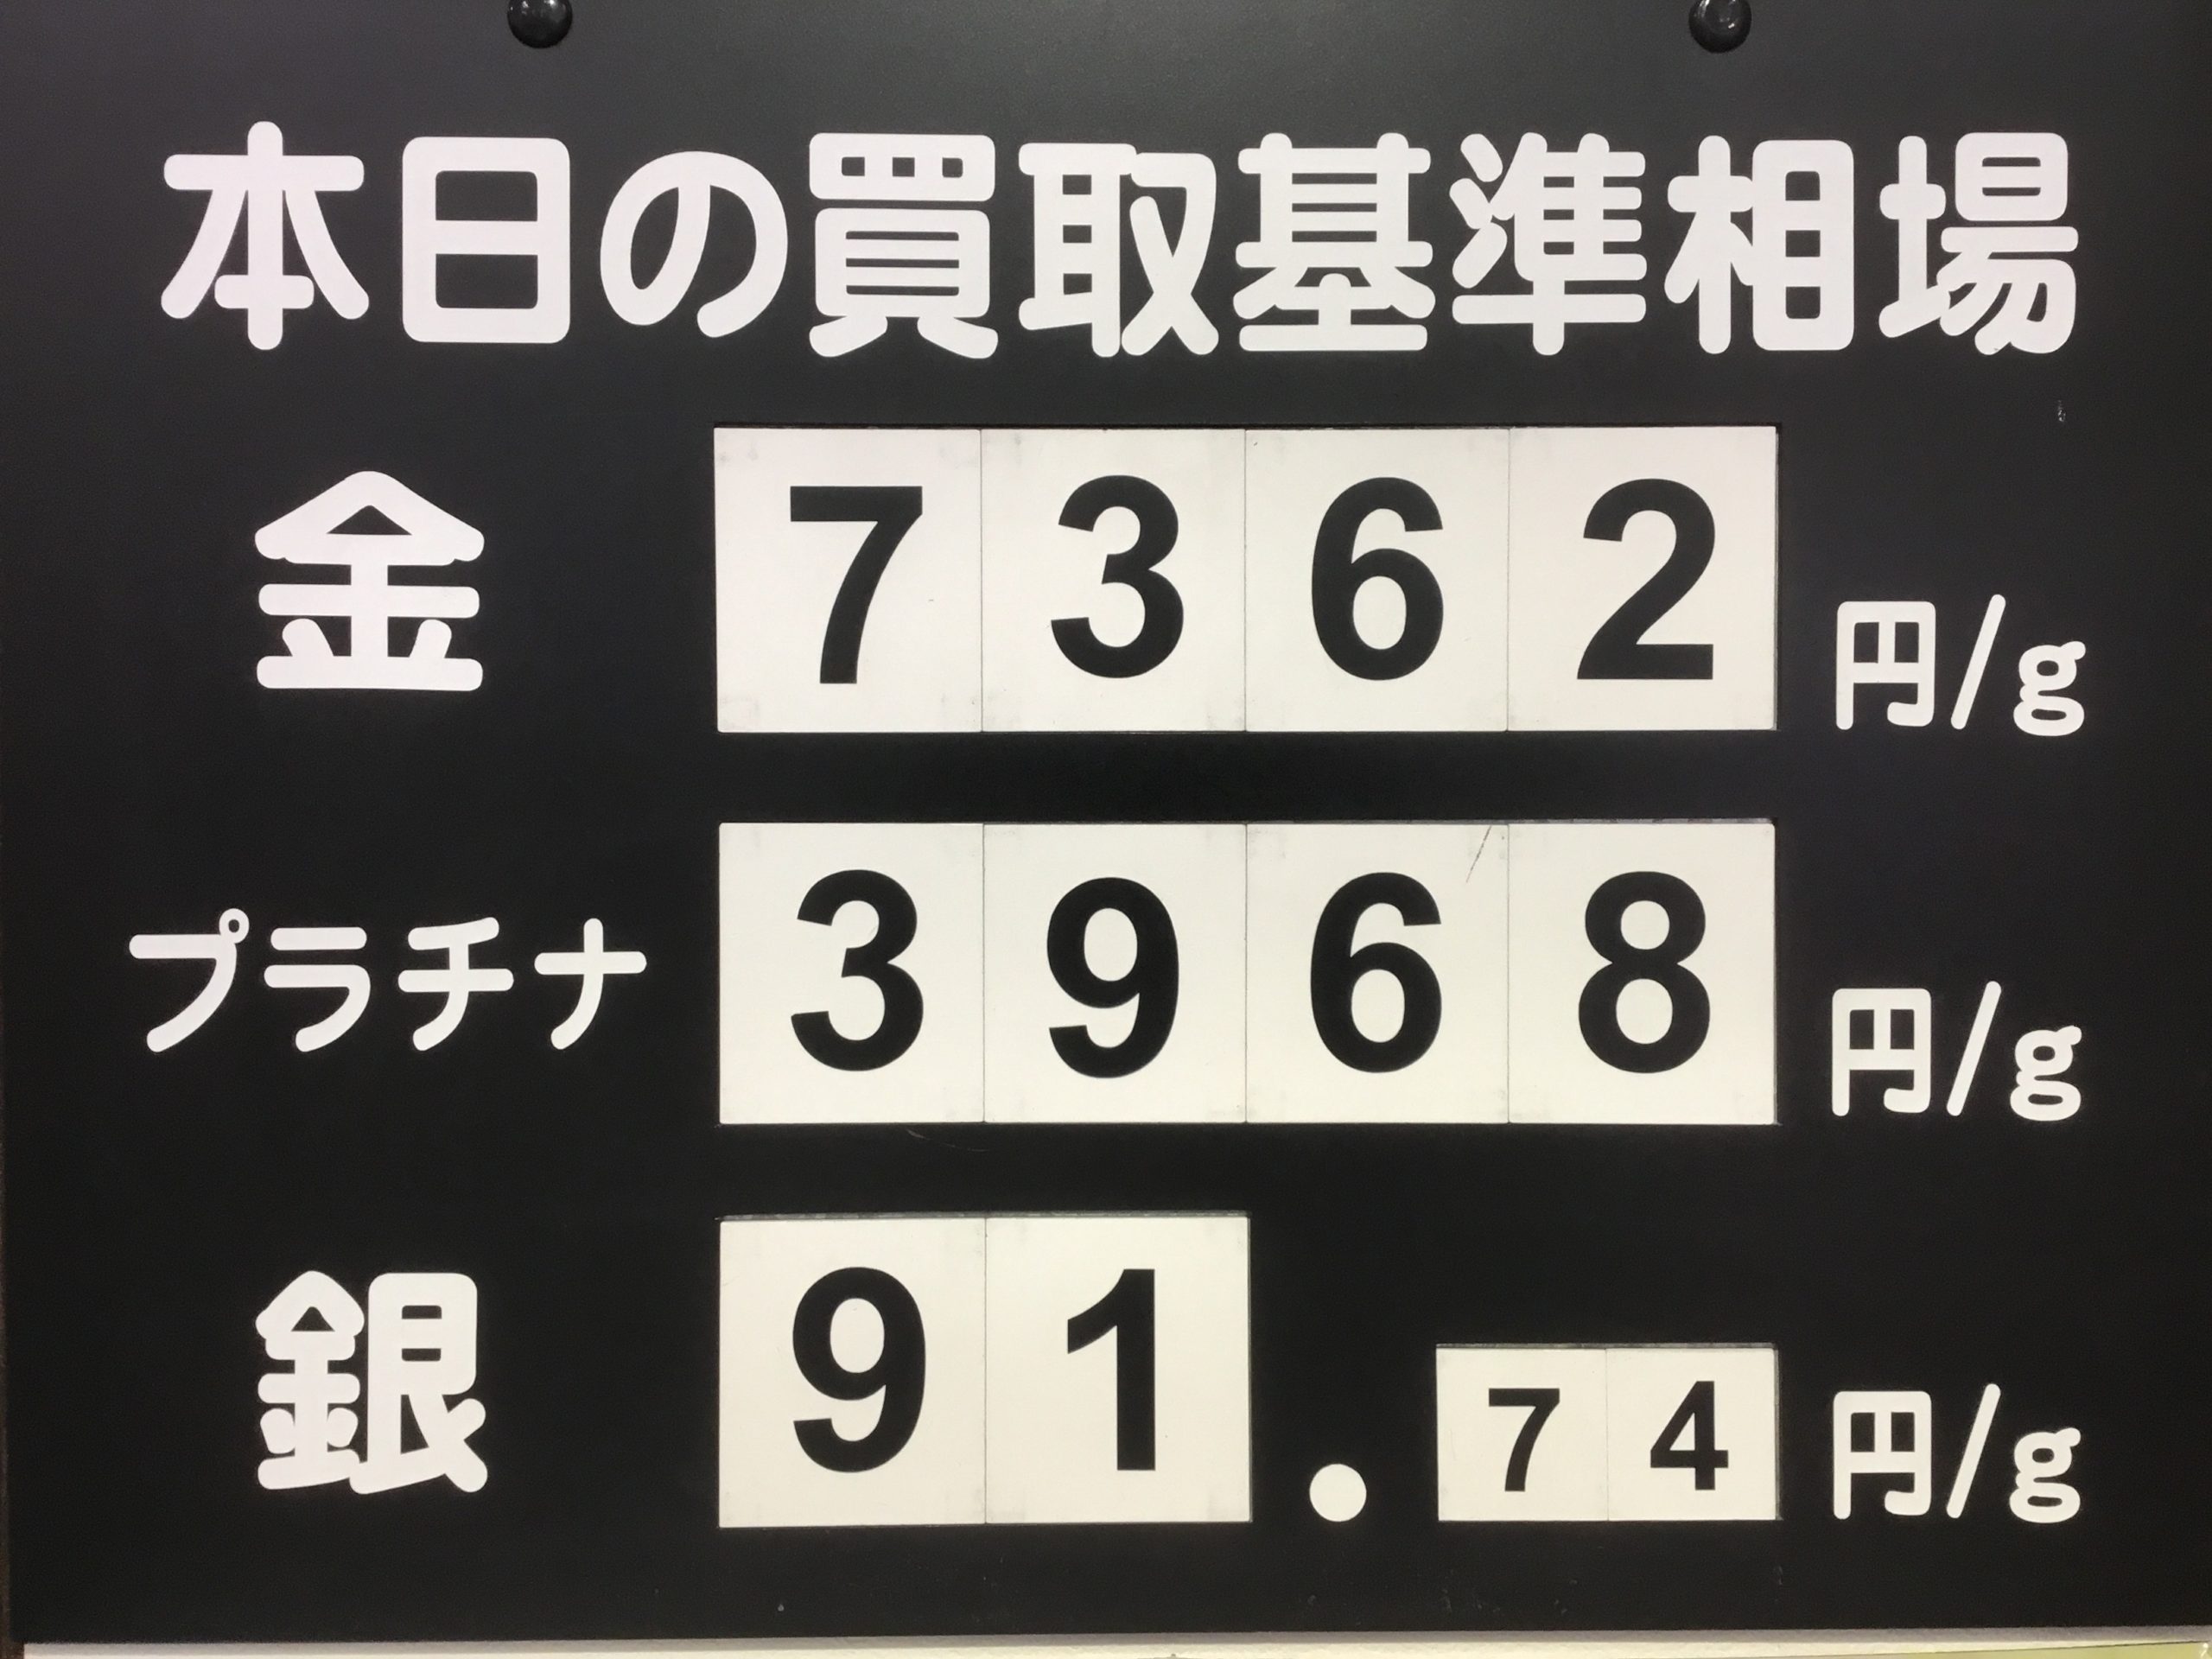 本日の買取基準相場
金 7362 円/g
プラチナ 3968 円/g
銀 91.74 円/g